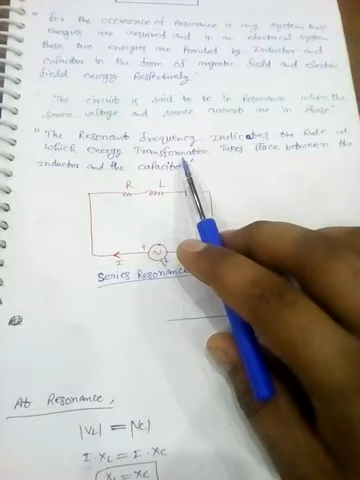 "for the occurrence of Resonance in any system two
energies are required and in an electrical system
these two energies are Provided by Inductor and
Capacitor in the form of magnetic field and electric
field energy Respectively"
"The circuit is said to be in Resonance when the
source voltage and source current are in Phase"
"The Resonant frequency Indicates the Rate at
which Energy Transformation Takes Place between the
Inductor and the capacitor"
R L
+
I V
Series Resonance
At Resonance,
|VL| = |VC|
I . XL = I . XC
XL = XC